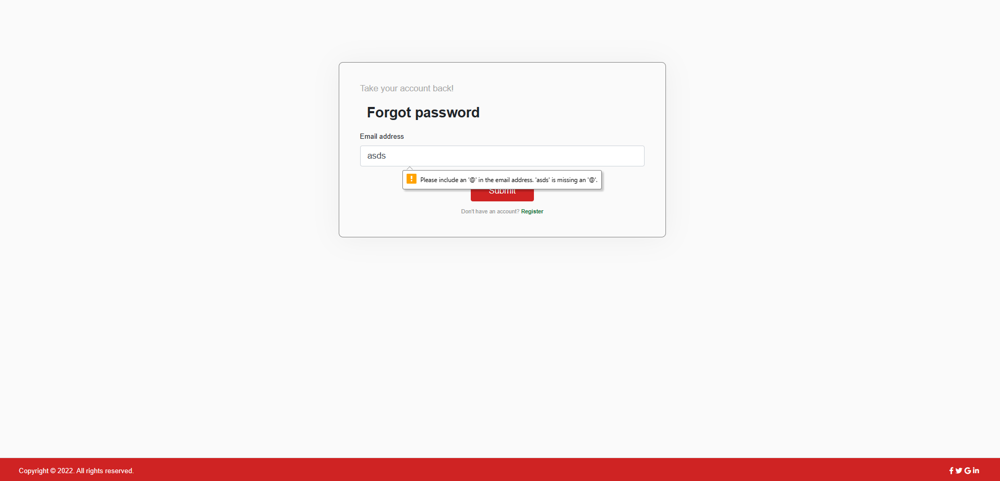 Take your account back!
Forgot password
Email address
asds
Please include an '@' in the email address. 'asds' is missing an '@'.
Submit
Don't have an account? Register
Copyright © 2022. All rights reserved.